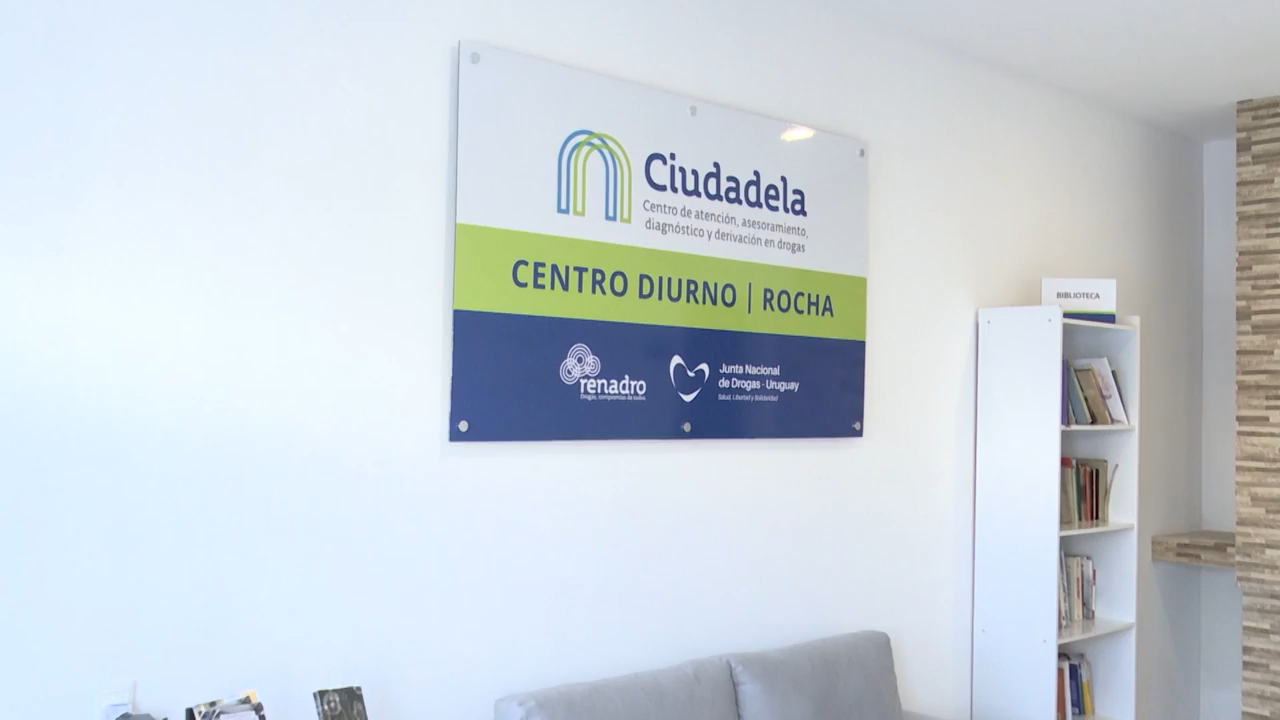 Ciudadela
Centro de atención, asesoramiento,
diagnóstico y derivación en drogas
CENTRO DIURNO | ROCHA
renadro
Drogas, compromiso de todos
Junta Nacional
de Drogas · Uruguay
Salud, Libertad y Solidaridad
BIBLIOTECA